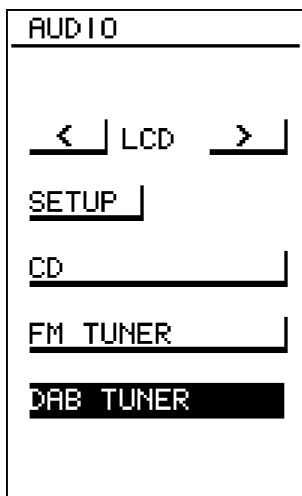 AUDIO
< LCD >
SETUP
CD
FM TUNER
DAB TUNER